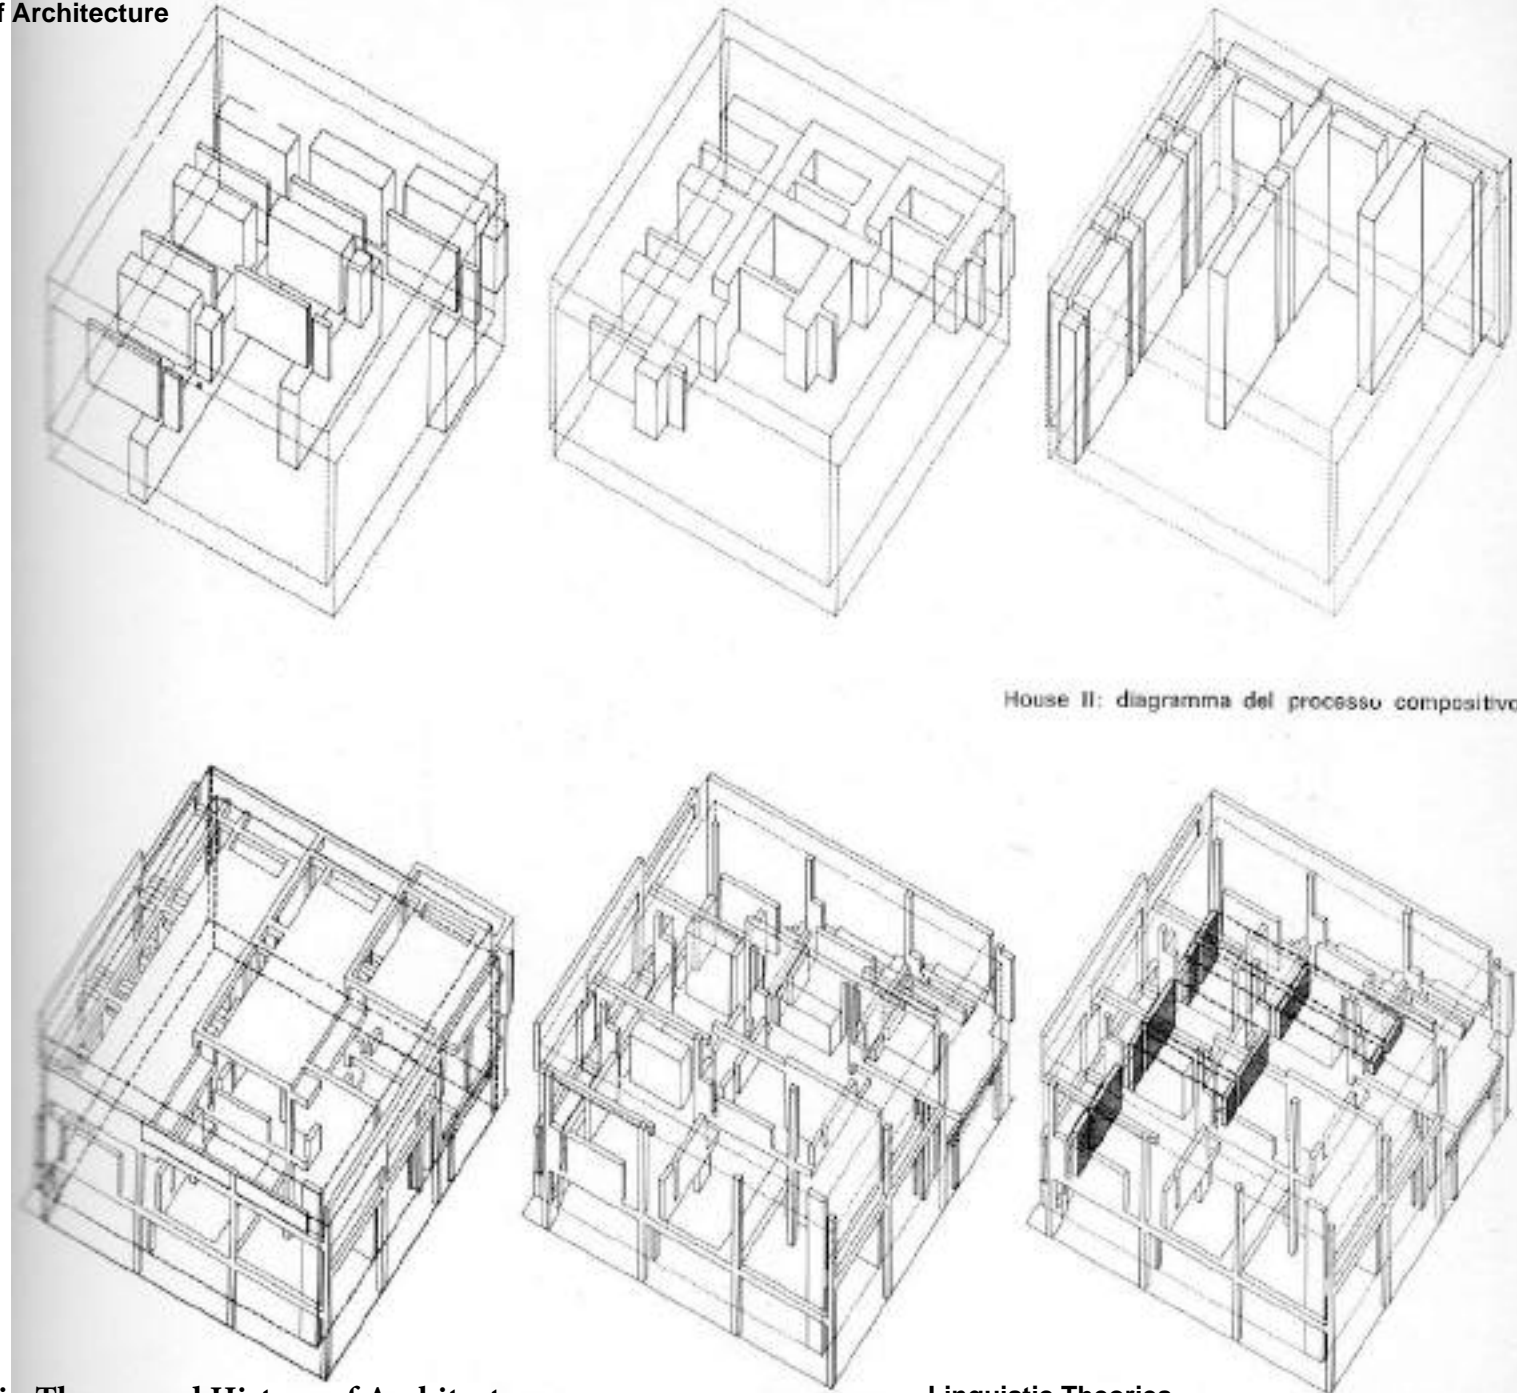 f Architecture
House II: diagramma del processo compositivo
Linguistic Theories